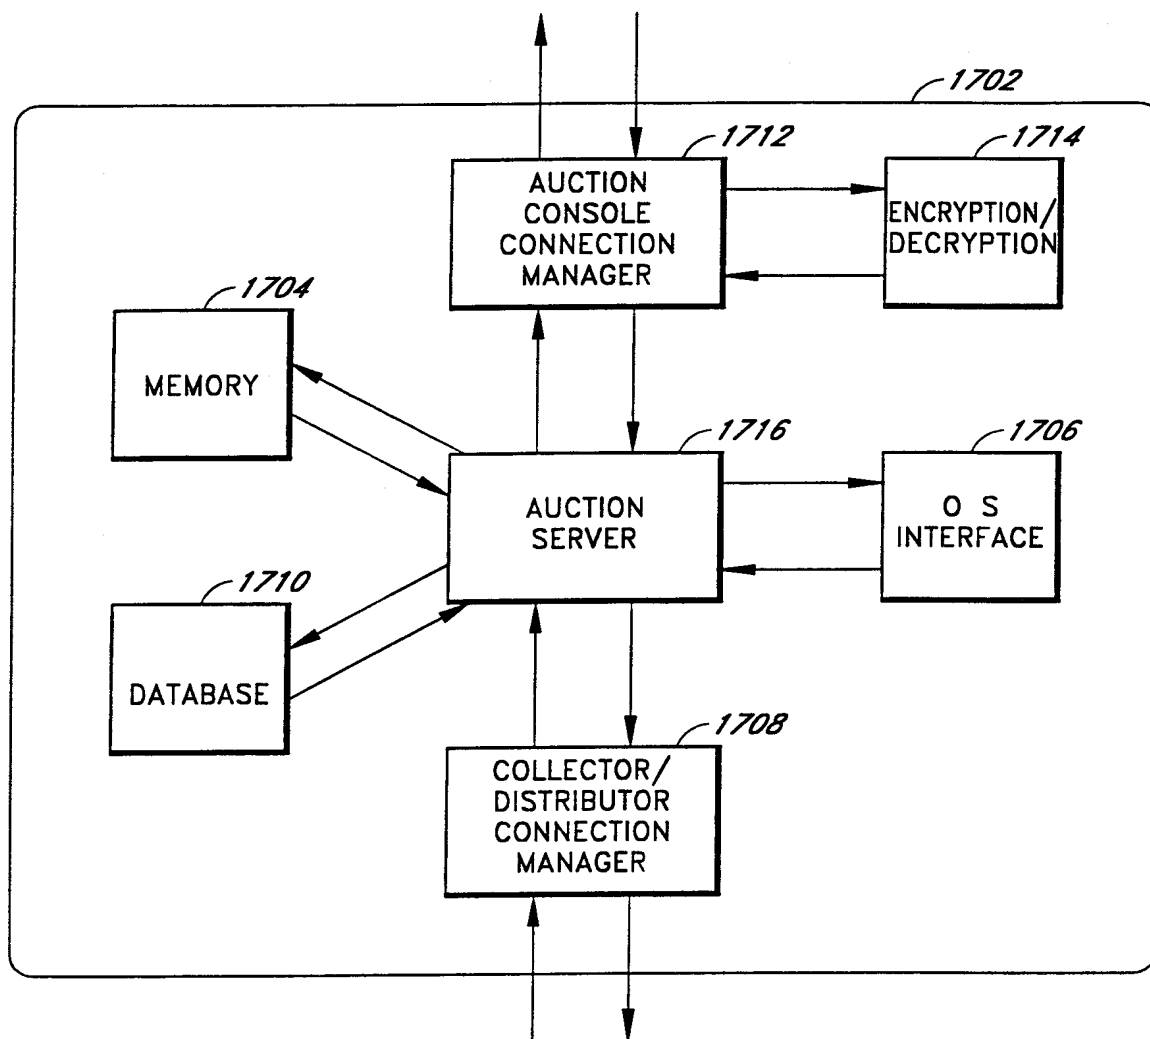 1702
1712
AUCTION
CONSOLE
CONNECTION
MANAGER
1714
ENCRYPTION/
DECRYPTION
1704
MEMORY
1716
AUCTION
SERVER
1706
O S
INTERFACE
1710
DATABASE
1708
COLLECTOR/
DISTRIBUTOR
CONNECTION
MANAGER